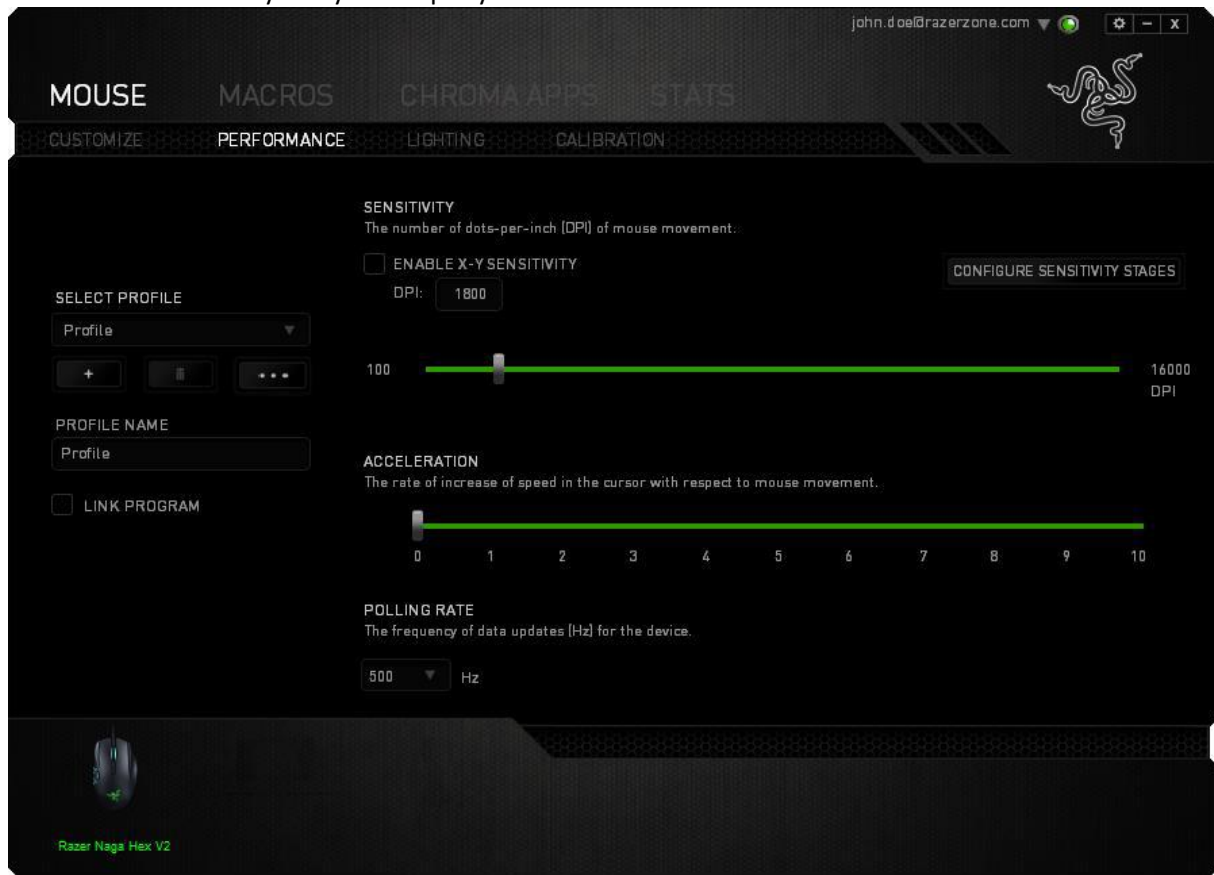 john.doe@razerzone.com
MOUSE MACROS CHROMA APPS STATS
CUSTOMIZE PERFORMANCE LIGHTING CALIBRATION
SENSITIVITY
The number of dots-per-inch (DPI) of mouse movement.
ENABLE X-Y SENSITIVITY
CONFIGURE SENSITIVITY STAGES
DPI: 1800
SELECT PROFILE
Profile
+ •••
100 16000
DPI
PROFILE NAME
Profile
LINK PROGRAM
ACCELERATION
The rate of increase of speed in the cursor with respect to mouse movement.
0 1 2 3 4 5 6 7 8 9 10
POLLING RATE
The frequency of data updates (Hz) for the device.
500 Hz
Razer Naga Hex V2